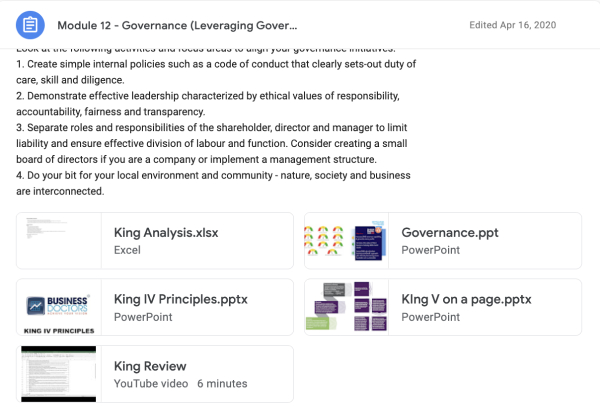 Module 12 - Governance (Leveraging Gover...
Edited Apr 16, 2020
Look at the following activities and focus areas to align your governance initiatives.
1. Create simple internal policies such as a code of conduct that clearly sets-out duty of
care, skill and diligence.
2. Demonstrate effective leadership characterized by ethical values of responsibility,
accountability, fairness and transparency.
3. Separate roles and responsibilities of the shareholder, director and manager to limit
liability and ensure effective division of labour and function. Consider creating a small
board of directors if you are a company or implement a management structure.
4. Do your bit for your local environment and community - nature, society and business
are interconnected.
King Analysis.xlsx
Excel
Governance.ppt
PowerPoint
BUSINESS
DOCTORS
KING IV PRINCIPLES
King IV Principles.pptx
PowerPoint
KIng V on a page.pptx
PowerPoint
King Review
YouTube video 6 minutes